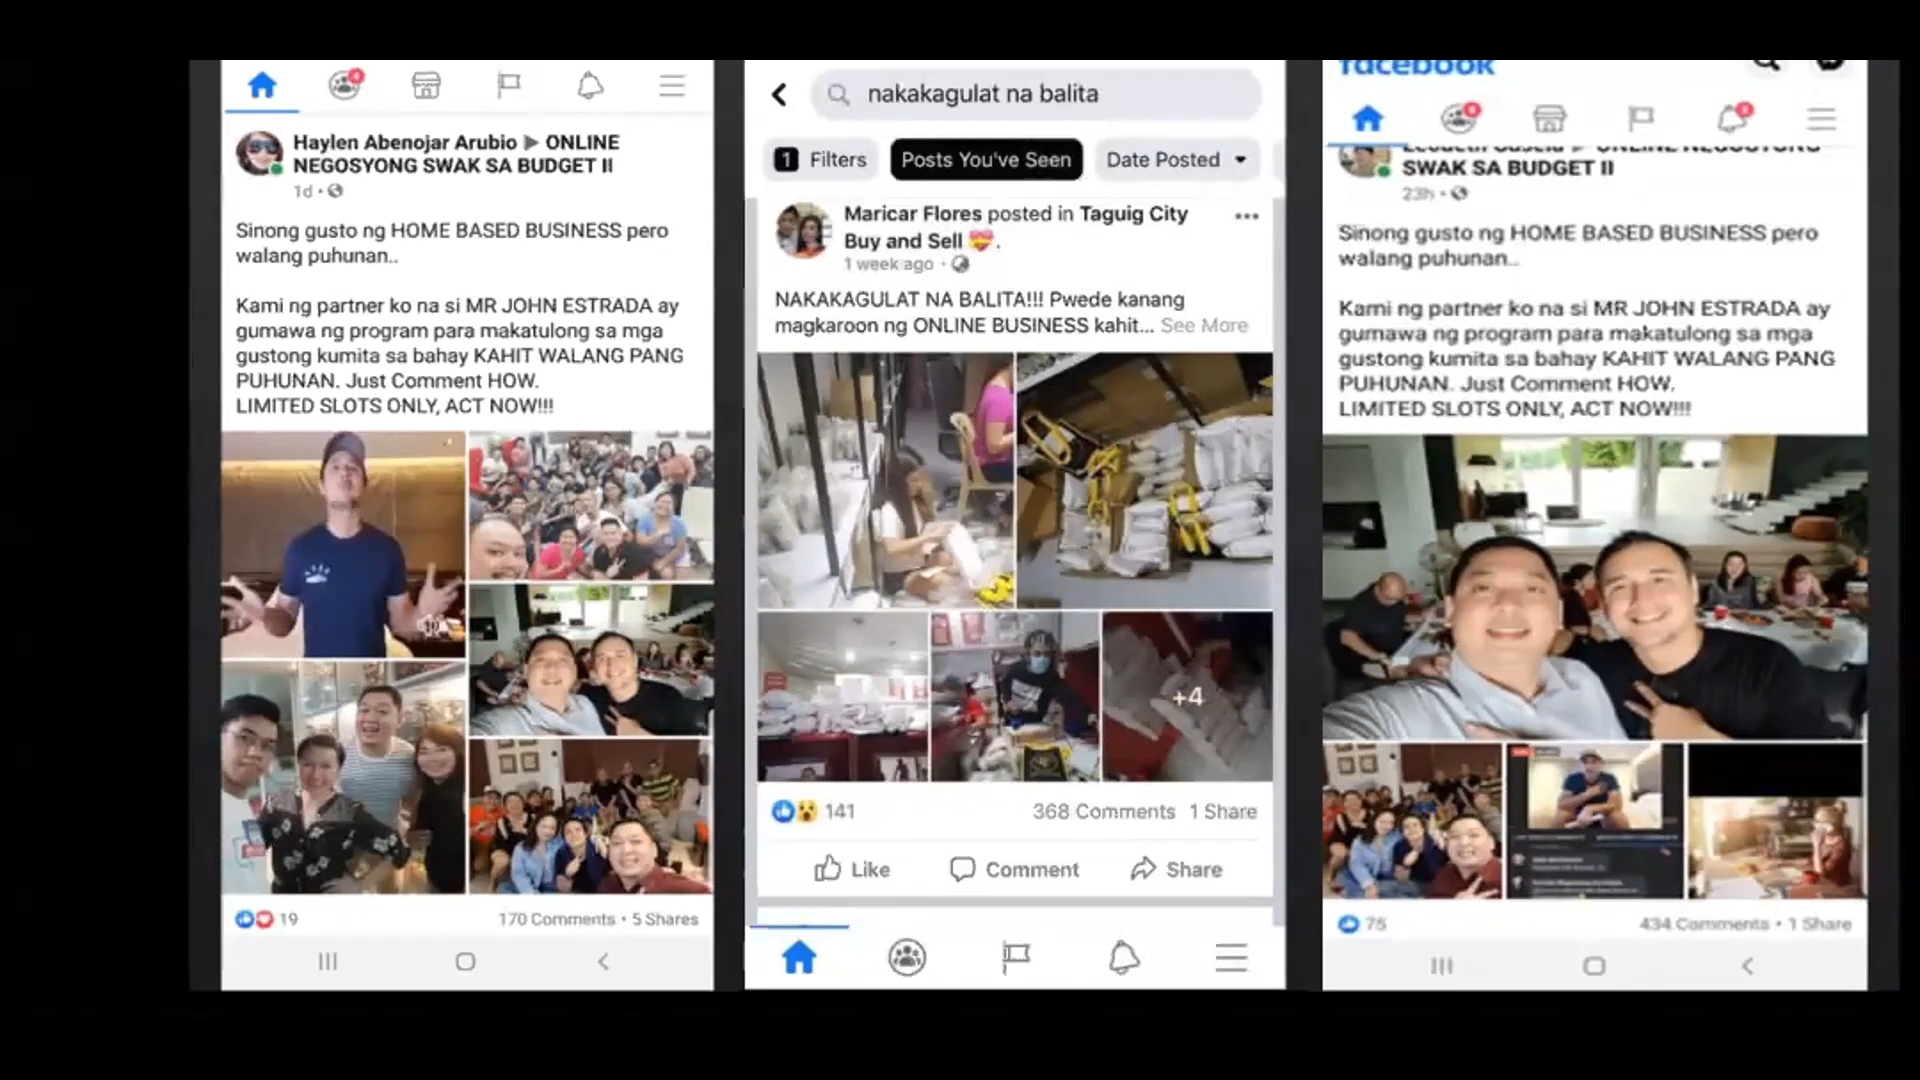 4
Haylen Abenojar Arubio ▶ ONLINE
NEGOSYONG SWAK SA BUDGET II
1d •
Sinong gusto ng HOME BASED BUSINESS pero
walang puhunan..
Kami ng partner ko na si MR JOHN ESTRADA ay
gumawa ng program para makatulong sa mga
gustong kumita sa bahay KAHIT WALANG PANG
PUHUNAN. Just Comment HOW.
LIMITED SLOTS ONLY, ACT NOW!!!
19
170 Comments • 5 Shares
nakakagulat na balita
1 Filters
Posts You've Seen
Date Posted
Maricar Flores posted in Taguig City
Buy and Sell 💝.
1 week ago •
NAKAKAGULAT NA BALITA!!! Pwede kanang
magkaroon ng ONLINE BUSINESS kahit... See More
+4
141
368 Comments 1 Share
Like
Comment
Share
facebook
ONLINE NEGOSYONG
SWAK SA BUDGET II
23h •
Sinong gusto ng HOME BASED BUSINESS pero
walang puhunan..
Kami ng partner ko na si MR JOHN ESTRADA ay
gumawa ng program para makatulong sa mga
gustong kumita sa bahay KAHIT WALANG PANG
PUHUNAN. Just Comment HOW.
LIMITED SLOTS ONLY, ACT NOW!!!
75
434 Comments • 1 Share